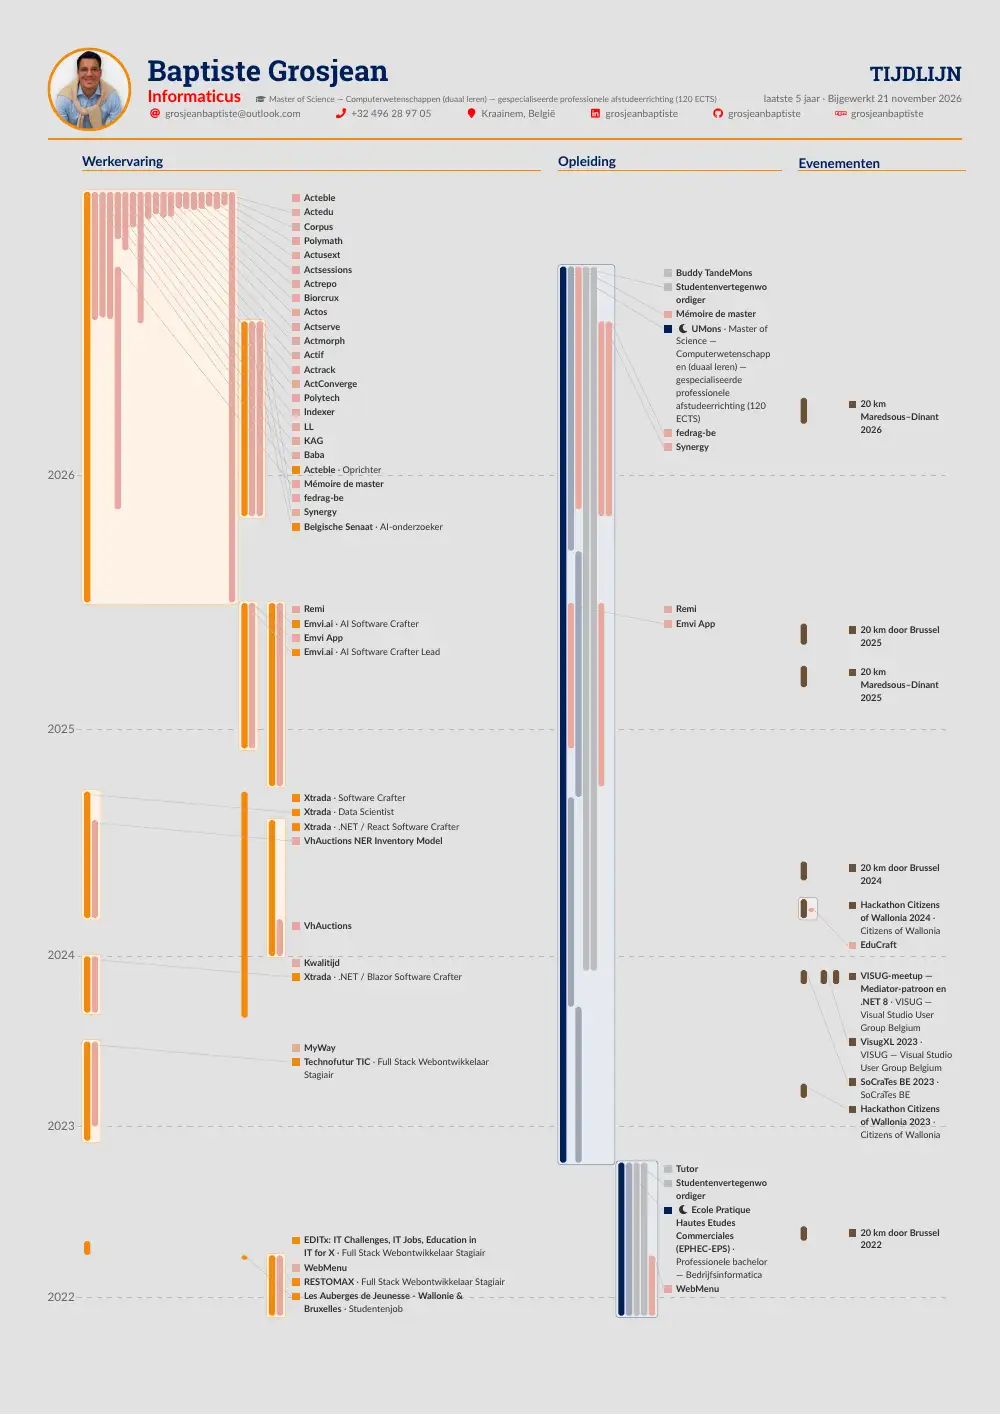 Baptiste Grosjean
TIJDLIJN
Informaticus
Master of Science — Computerwetenschappen (duaal leren) — gespecialiseerde professionele afstudeerrichting (120 ECTS)
laatste 5 jaar · Bijgewerkt 21 november 2026
grosjeanbaptiste@outlook.com
+32 496 28 97 05
Kraainem, België
grosjeanbaptiste
grosjeanbaptiste
grosjeanbaptiste
Werkervaring
Acteble
Actedu
Corpus
Polymath
Actusext
Actsessions
Actrepo
Biorcrux
Actos
Actserve
Actmorph
Actif
Actrack
ActConverge
Polytech
Indexer
LL
KAG
Baba
Acteble · Oprichter
Mémoire de master
fedrag-be
Synergy
Belgische Senaat · AI-onderzoeker
2026
Remi
Emvi.ai · AI Software Crafter
Emvi App
Emvi.ai · AI Software Crafter Lead
2025
Xtrada · Software Crafter
Xtrada · Data Scientist
Xtrada · .NET / React Software Crafter
VhAuctions NER Inventory Model
VhAuctions
2024
Kwalitijd
Xtrada · .NET / Blazor Software Crafter
MyWay
Technofutur TIC · Full Stack Webontwikkelaar
Stagiair
2023
EDITx: IT Challenges, IT Jobs, Education in
IT for X · Full Stack Webontwikkelaar Stagiair
WebMenu
RESTOMAX · Full Stack Webontwikkelaar Stagiair
Les Auberges de Jeunesse - Wallonie &
Bruxelles · Studentenjob
2022
Opleiding
Buddy TandeMons
Studentenvertegenwo
ordiger
Mémoire de master
UMons · Master of
Science —
Computerwetenschapp
en (duaal leren) —
gespecialiseerde
professionele
afstudeerrichting (120
ECTS)
fedrag-be
Synergy
Remi
Emvi App
Tutor
Studentenvertegenwo
ordiger
Ecole Pratique
Hautes Etudes
Commerciales
(EPHEC-EPS) ·
Professionele bachelor
— Bedrijfsinformatica
WebMenu
Evenementen
20 km
Maredsous–Dinant
2026
20 km door Brussel
2025
20 km
Maredsous–Dinant
2025
20 km door Brussel
2024
Hackathon Citizens
of Wallonia 2024 ·
Citizens of Wallonia
EduCraft
VISUG-meetup —
Mediator-patroon en
.NET 8 · VISUG —
Visual Studio User
Group Belgium
VisugXL 2023 ·
VISUG — Visual Studio
User Group Belgium
SoCraTes BE 2023 ·
SoCraTes BE
Hackathon Citizens
of Wallonia 2023 ·
Citizens of Wallonia
20 km door Brussel
2022